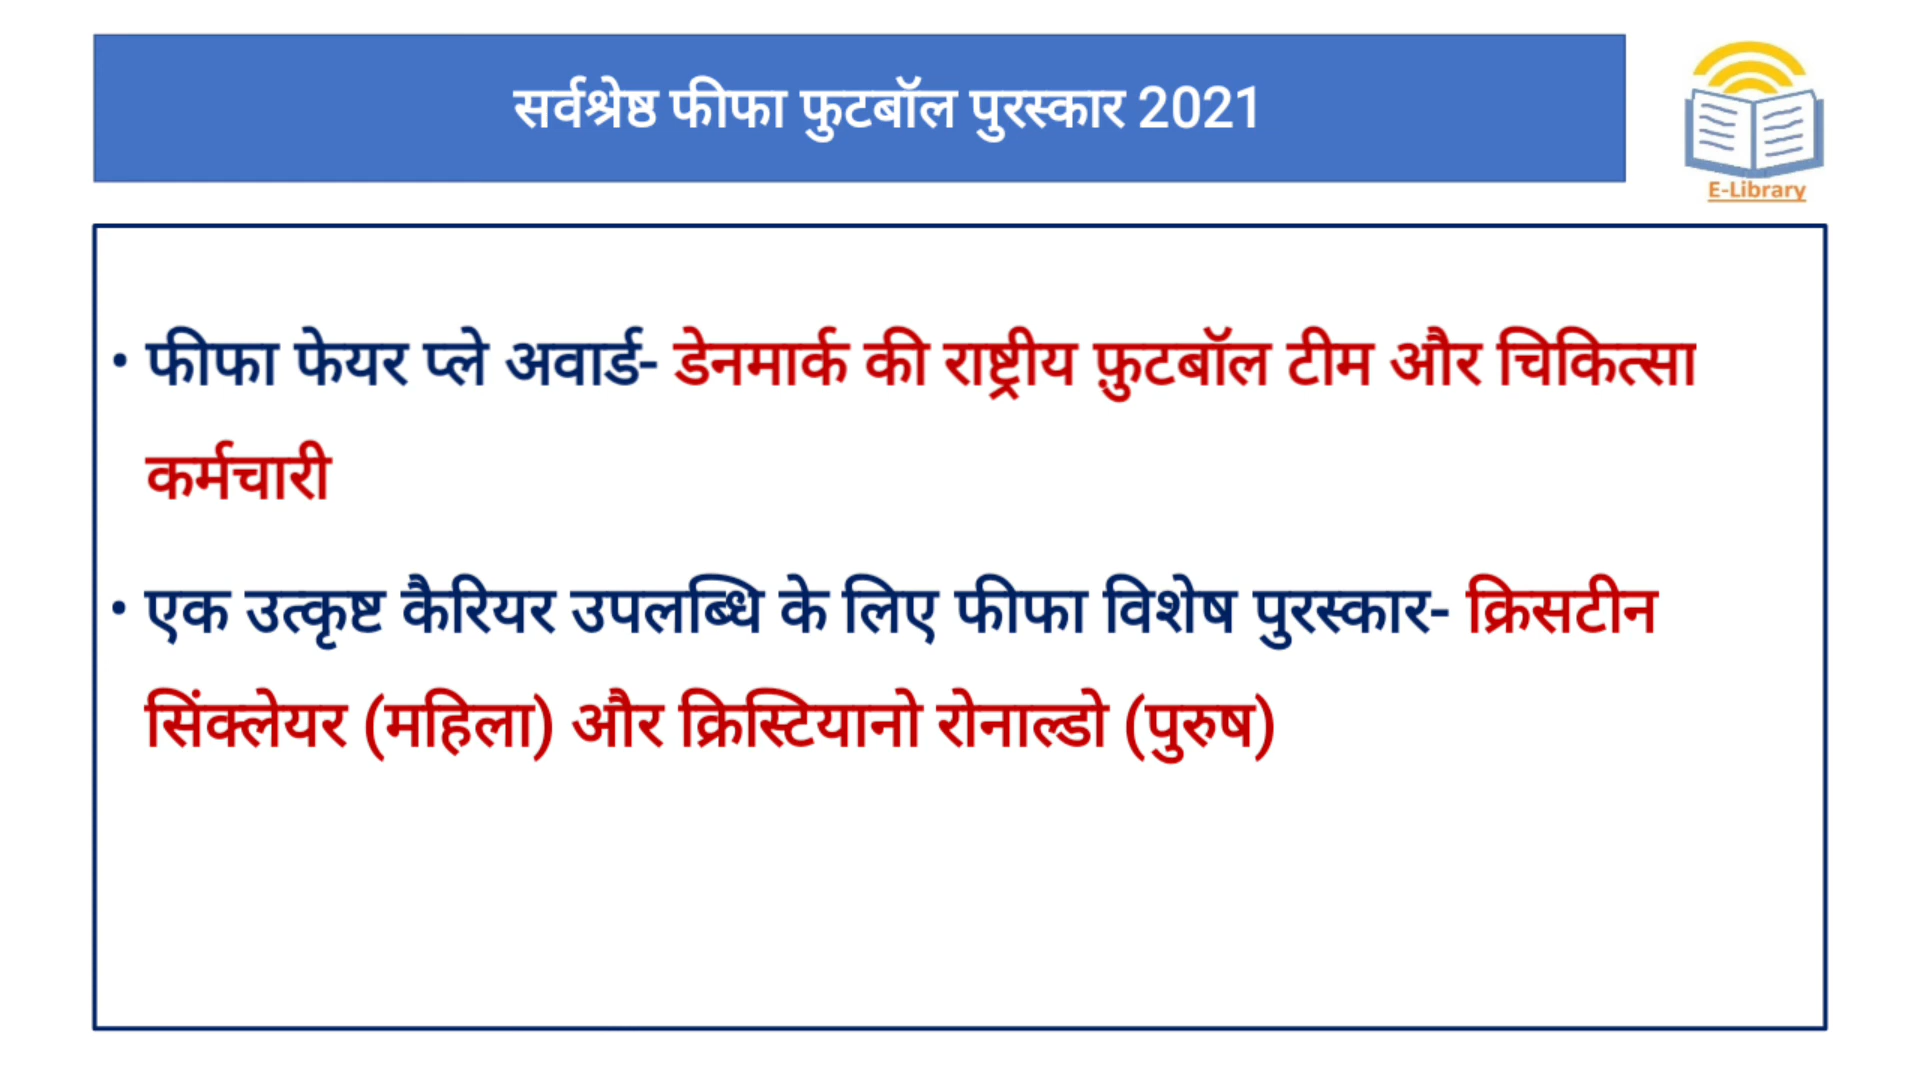 सर्वश्रेष्ठ फीफा फुटबॉल पुरस्कार 2021
E-Library
• फीफा फेयर प्ले अवार्ड- डेनमार्क की राष्ट्रीय फ़ुटबॉल टीम और चिकित्सा
कर्मचारी
• एक उत्कृष्ट कैरियर उपलब्धि के लिए फीफा विशेष पुरस्कार- क्रिसटीन
सिंक्लेयर (महिला) और क्रिस्टियानो रोनाल्डो (पुरुष)